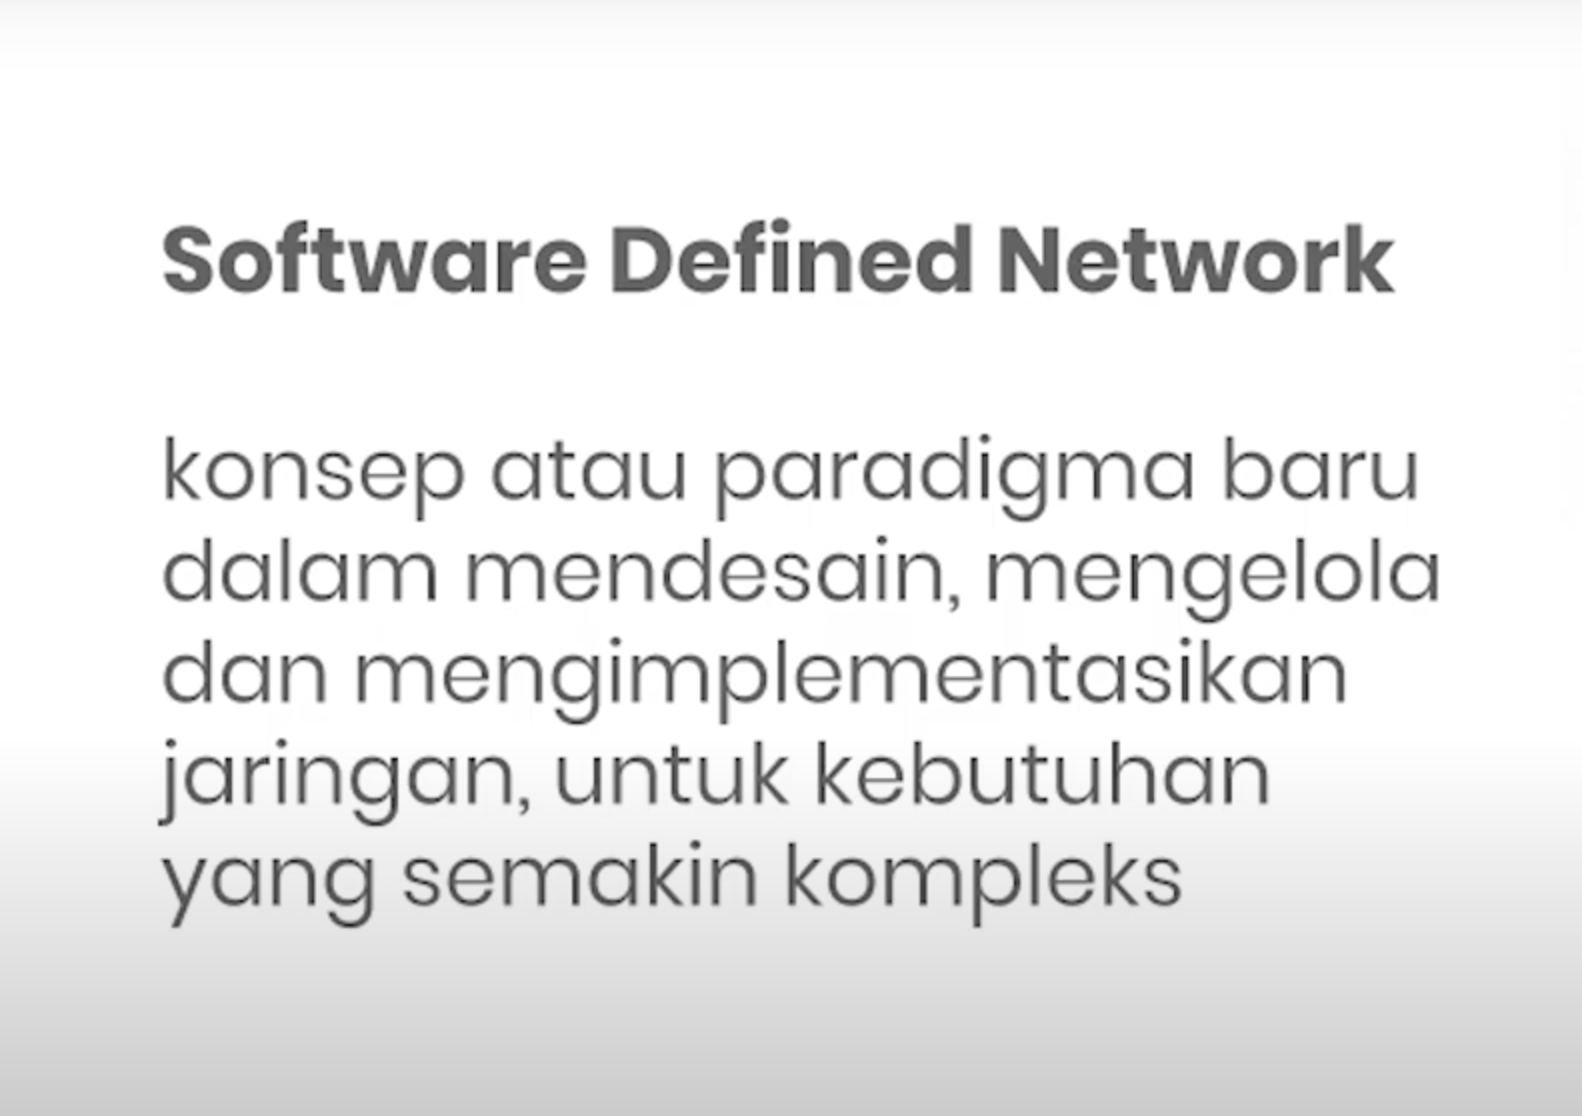 Software Defined Network
konsep atau paradigma baru
dalam mendesain, mengelola
dan mengimplementasikan
jaringan, untuk kebutuhan
yang semakin kompleks